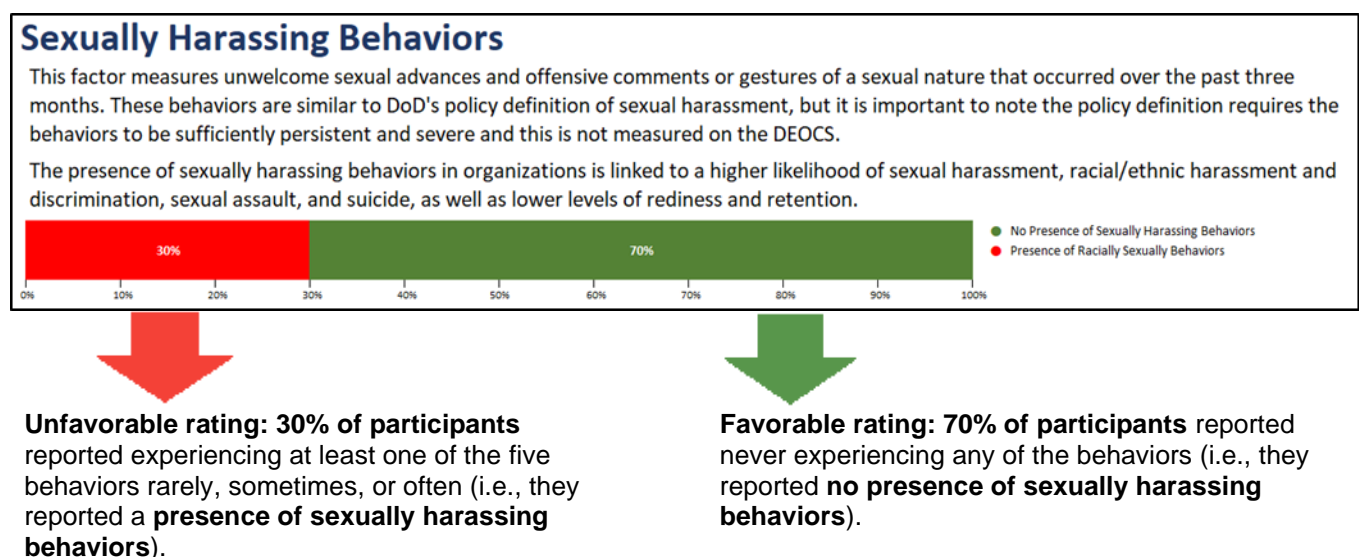 Sexually Harassing Behaviors
This factor measures unwelcome sexual advances and offensive comments or gestures of a sexual nature that occurred over the past three
months. These behaviors are similar to DoD's policy definition of sexual harassment, but it is important to note the policy definition requires the
behaviors to be sufficiently persistent and severe and this is not measured on the DEOCS.
The presence of sexually harassing behaviors in organizations is linked to a higher likelihood of sexual harassment, racial/ethnic harassment and
discrimination, sexual assault, and suicide, as well as lower levels of rediness and retention.
30% 70%
No Presence of Sexually Harassing Behaviors
Presence of Racially Sexually Behaviors
0% 10% 20% 30% 40% 50% 60% 70% 80% 90% 100%
Unfavorable rating: 30% of participants
reported experiencing at least one of the five
behaviors rarely, sometimes, or often (i.e., they
reported a presence of sexually harassing
behaviors).
Favorable rating: 70% of participants reported
never experiencing any of the behaviors (i.e., they
reported no presence of sexually harassing
behaviors).